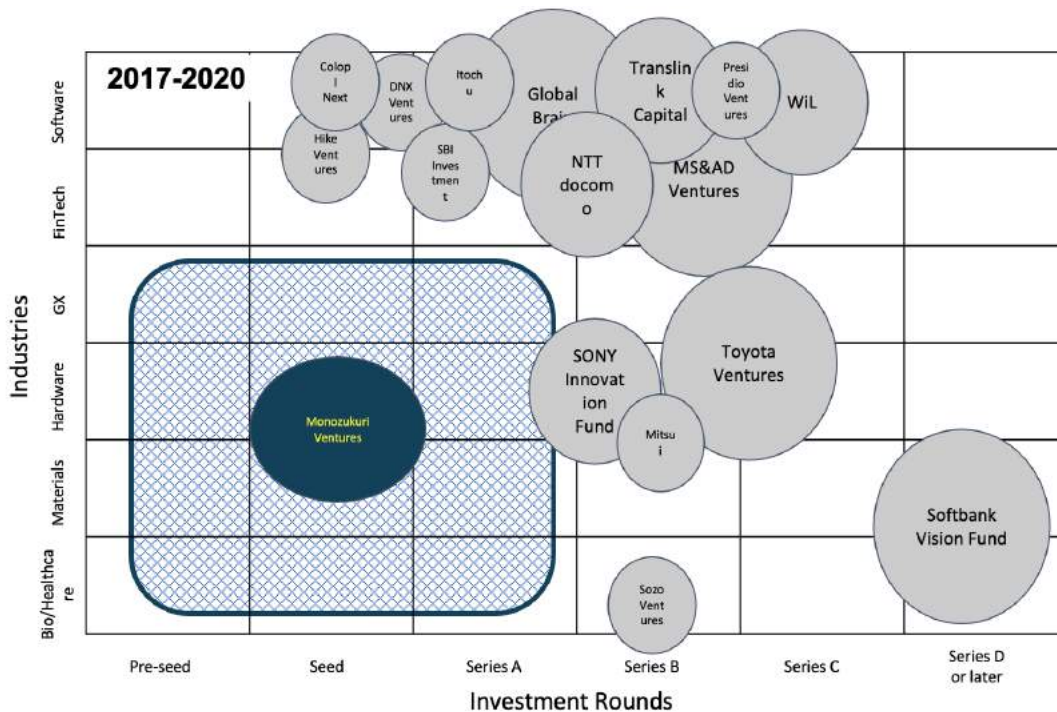 2017-2020
Colop
l
Next
DNX
Vent
ures
Hike
Vent
ures
Itoch
u
SBI
Inves
tmen
t
Global
Brai
NTT
docom
o
Translin
k
Capital
Presi
dio
Vent
ures
WiL
MS&AD
Ventures
SONY
Innovat
ion
Fund
Mitsu
i
Toyota
Ventures
Monozukuri
Ventures
Softbank
Vision Fund
Sozo
Vent
ures
Industries
Software
FinTech
GX
Hardware
Materials
Bio/Healthca
re
Pre-seed
Seed
Series A
Series B
Series C
Series D
or later
Investment Rounds